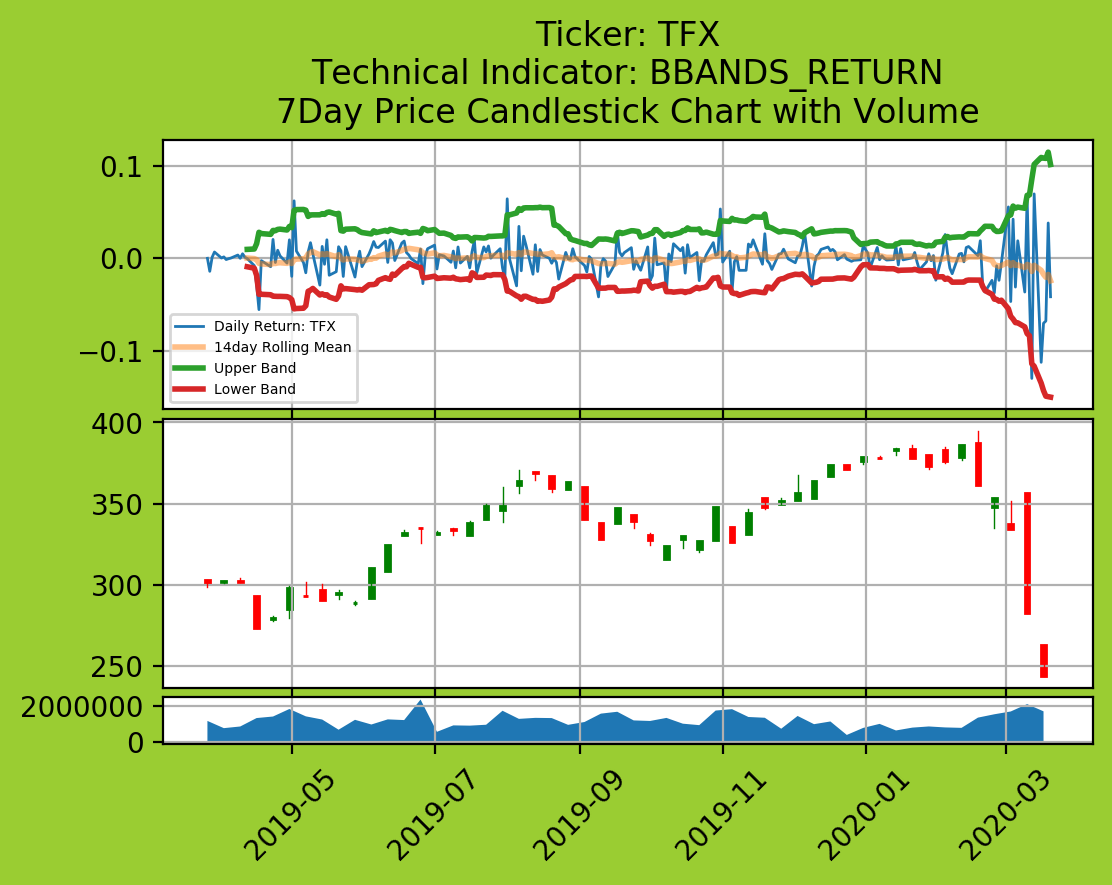 Ticker: TFX
Technical Indicator: BBANDS_RETURN
7Day Price Candlestick Chart with Volume
0.1
0.0
−0.1
Daily Return: TFX
14day Rolling Mean
Upper Band
Lower Band
400
350
300
250
2000000
0
2019-05
2019-07
2019-09
2019-11
2020-01
2020-03